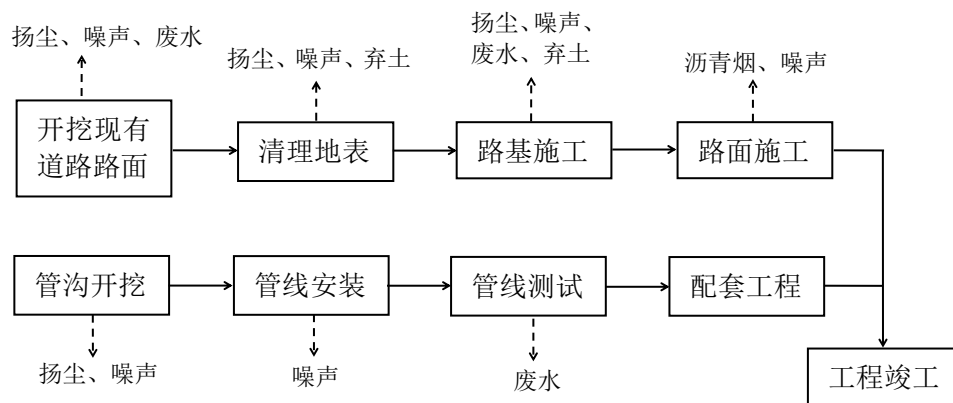 扬尘、噪声、废水
扬尘、噪声、弃土
扬尘、噪声、
废水、弃土
沥青烟、噪声
开挖现有
道路路面
清理地表
路基施工
路面施工
管沟开挖
管线安装
管线测试
配套工程
扬尘、噪声
噪声
废水
工程竣工